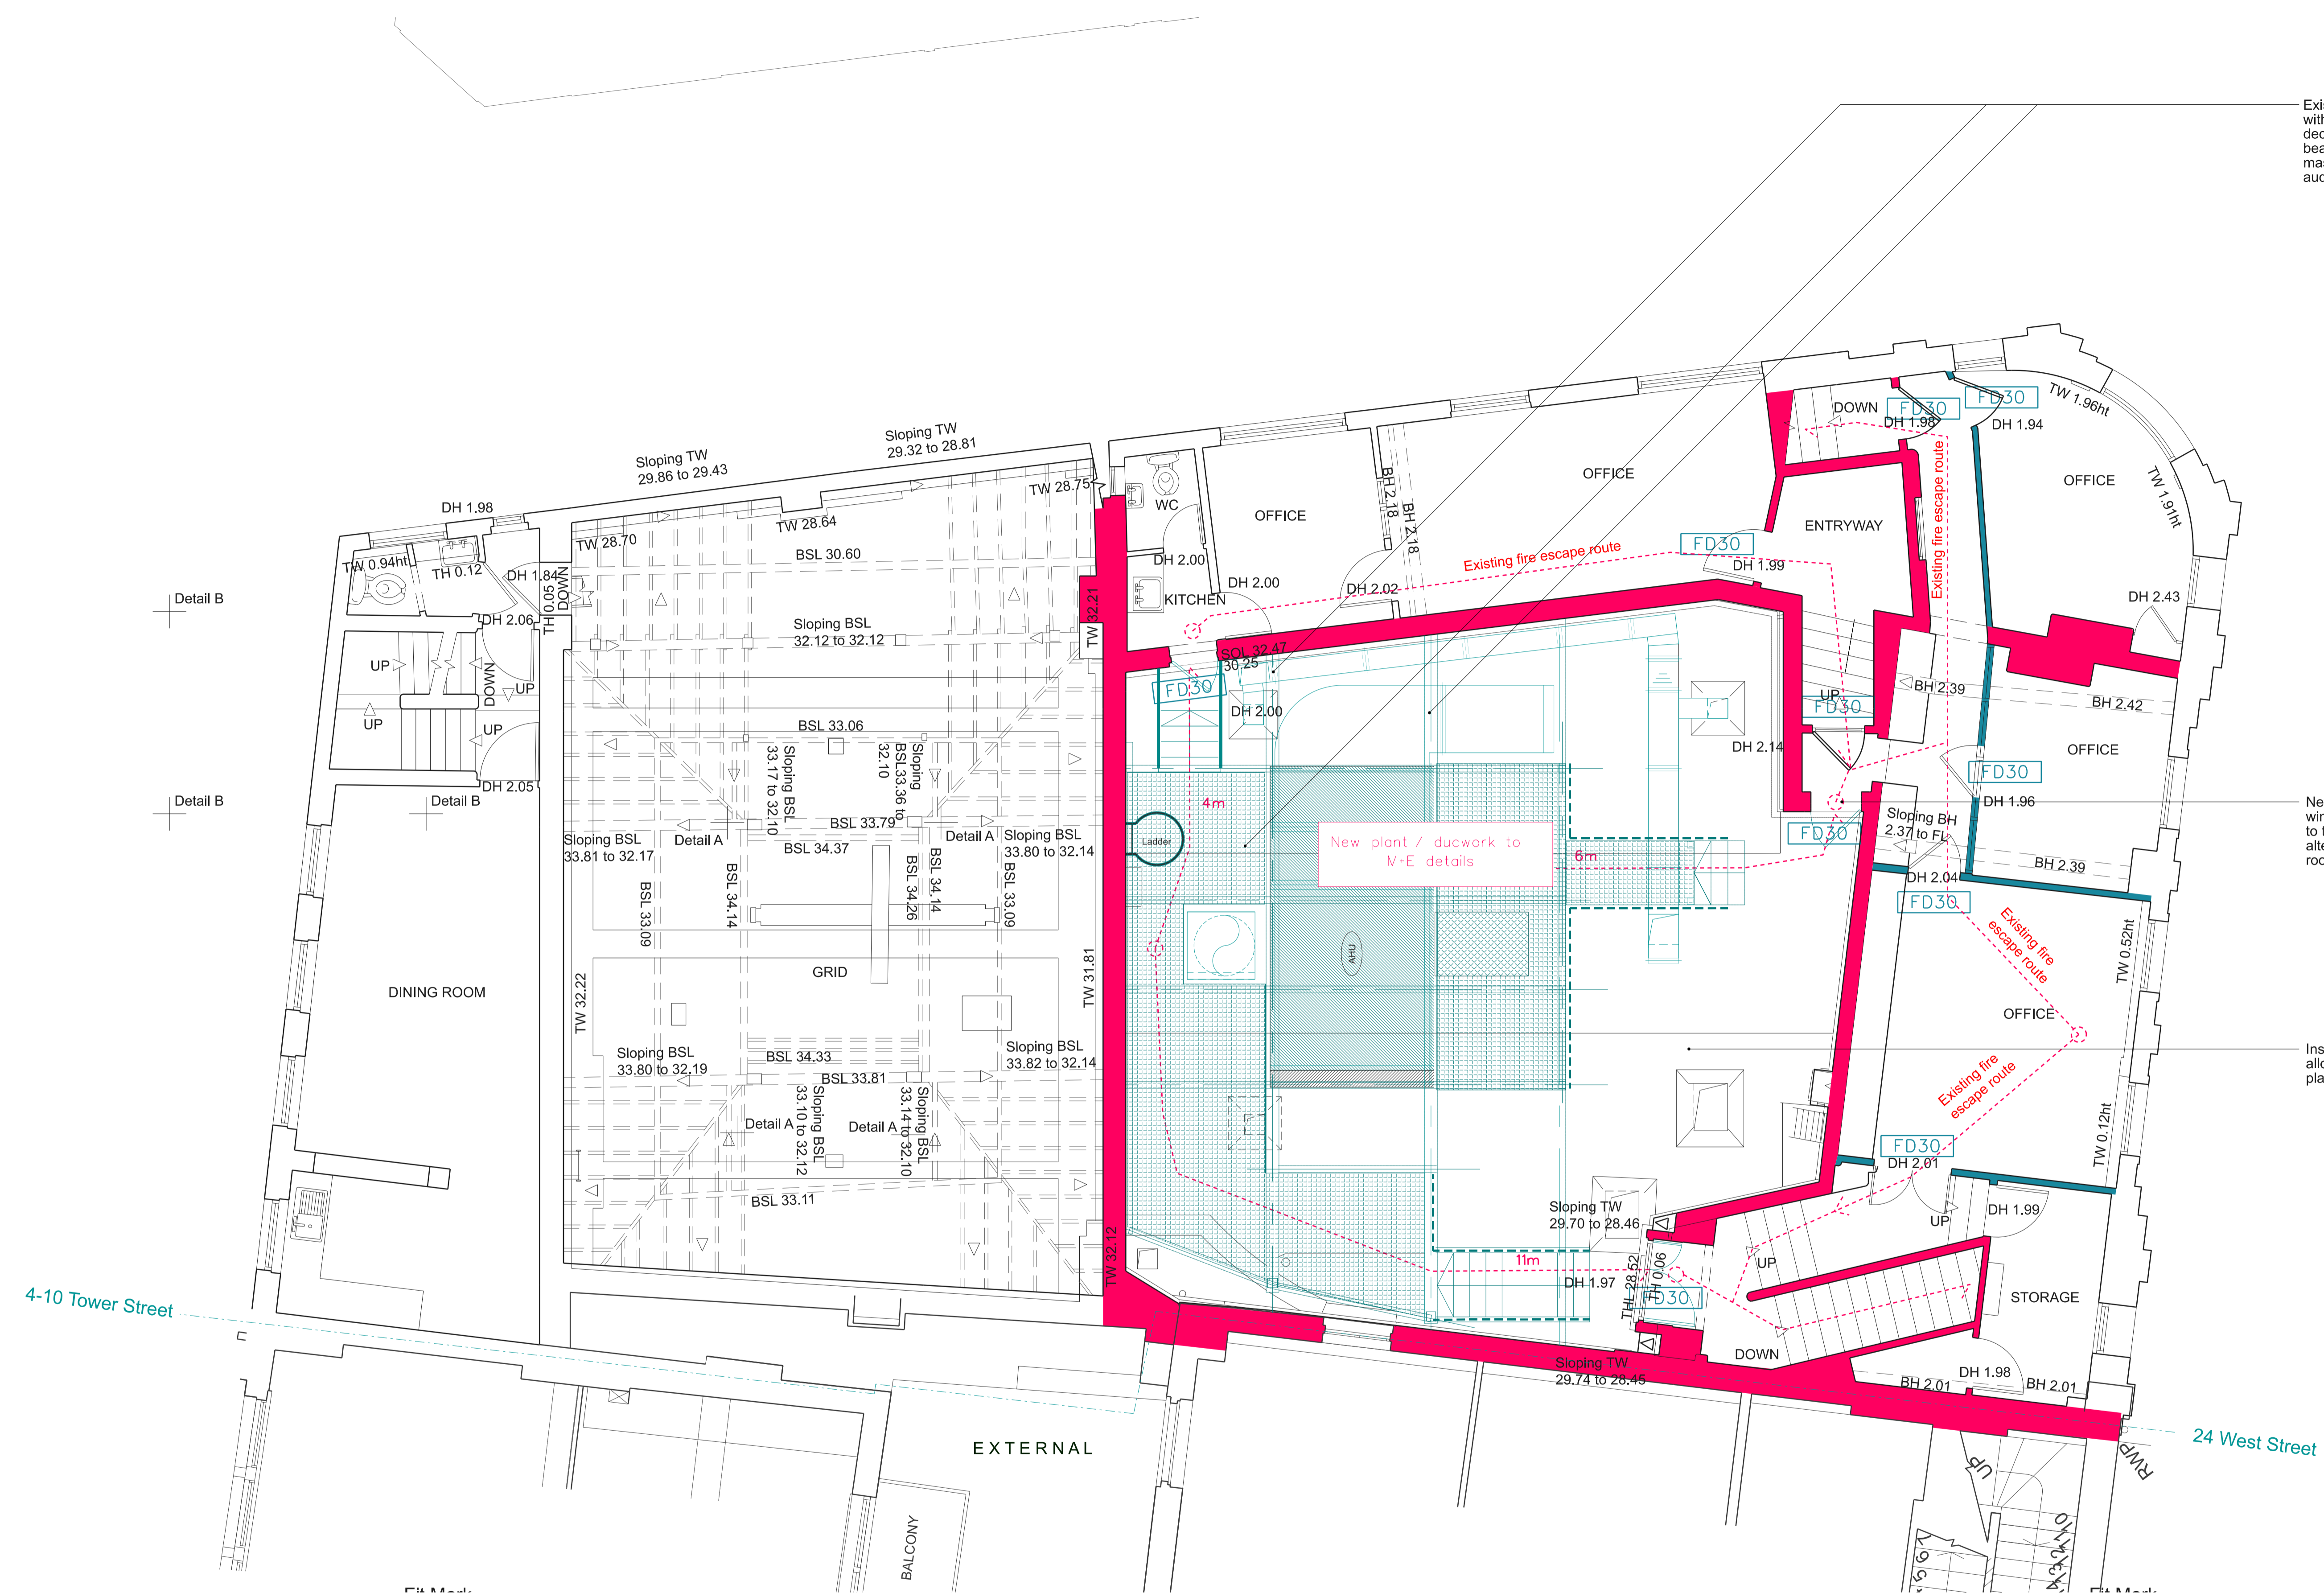 Exi
with
dec
bea
mas
aud
DOWN
FD30
DH 1.98
FD30
DH 1.94
TW 1.96ht
TW 1.91ht
OFFICE
Sloping TW
29.32 to 28.81
Sloping TW
29.86 to 29.43
TW 28.75
WC
OFFICE
BH 2.18
BH 2.18
OFFICE
ENTRYWAY
Existing fire escape route
DH 1.98
TW 28.64
TW 28.70
BSL 30.60
DH 2.00
FD30
Existing fire escape route
DH 1.99
TW 0.94ht
TH 0.12
DH 1.84
TH 0.05
DOWN
DH 2.00
DH 2.02
KITCHEN
Detail B
DH 2.06
Sloping BSL
32.12 to 32.12
TW 32.21
DH 2.43
SOL 32.47
30.25
FD30
DH 2.00
UP
DOWN
UP
UP
UP
BSL 33.06
Sloping BSL
33.17 to 32.10
Sloping
BSL33.36 to
32.10
UP
FD30
BH 2.39
BH 2.42
DH 2.14
OFFICE
DH 2.05
Detail B
Detail B
4m
FD30
DH 1.96
Ne
win
to f
alte
roo
Sloping BSL
33.81 to 32.17
Detail A
BSL 33.79
BSL 34.37
Detail A
Sloping BSL
33.80 to 32.14
Ladder
New plant / ducwork to
M+E details
6m
FD30
Sloping BH
2.37 to FL
BH 2.39
DH 2.04
FD30
BSL 33.09
BSL 34.14
BSL 34.26
BSL 34.14
BSL 33.09
Existing fire
escape route
TW 0.52ht
AHU
DINING ROOM
TW 32.22
GRID
TW 31.81
OFFICE
Sloping BSL
33.80 to 32.19
BSL 34.33
BSL 33.81
Sloping BSL
33.82 to 32.14
Ins
allo
pla
Existing fire
escape route
Detail A
Sloping BSL
33.10 to 32.12
Detail A
Sloping BSL
33.14 to 32.10
TW 0.12ht
FD30
DH 2.01
BSL 33.11
Sloping TW
29.70 to 28.46
UP
DH 1.99
TW 32.12
11m
DH 1.97
THL 28.52
TH 0.06
FD30
UP
STORAGE
4-10 Tower Street
DOWN
Sloping TW
29.74 to 28.45
DH 1.98
BH 2.01
BH 2.01
EXTERNAL
24 West Street
RWP
UP
BALCONY